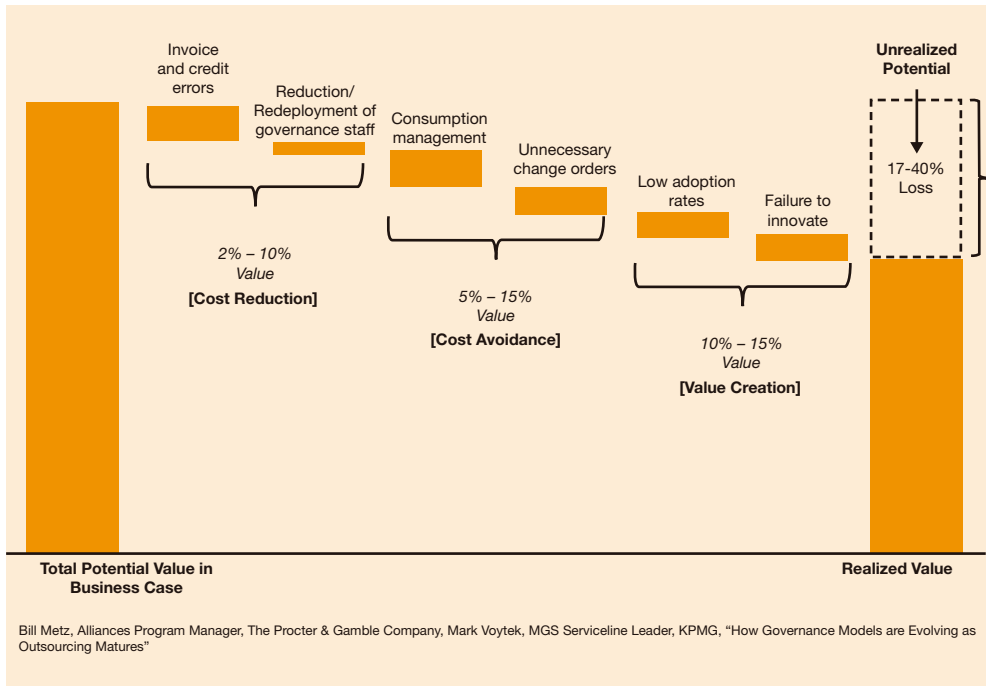 Invoice
and credit
errors
Reduction/
Redeployment of
governance staff
2% – 10%
Value
[Cost Reduction]
Consumption
management
Unnecessary
change orders
5% – 15%
Value
[Cost Avoidance]
Low adoption
rates
Failure to
innovate
10% – 15%
Value
[Value Creation]
Unrealized
Potential
17-40%
Loss
Total Potential Value in
Business Case
Realized Value
Bill Metz, Alliances Program Manager, The Procter & Gamble Company, Mark Voytek, MGS Serviceline Leader, KPMG, “How Governance Models are Evolving as
Outsourcing Matures”